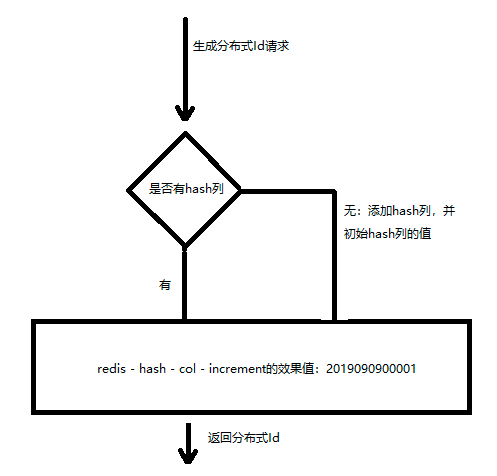 生成分布式Id请求
是否有hash列
无：添加hash列，并
初始hash列的值
有
redis - hash - col - increment的效果值：2019090900001
返回分布式Id